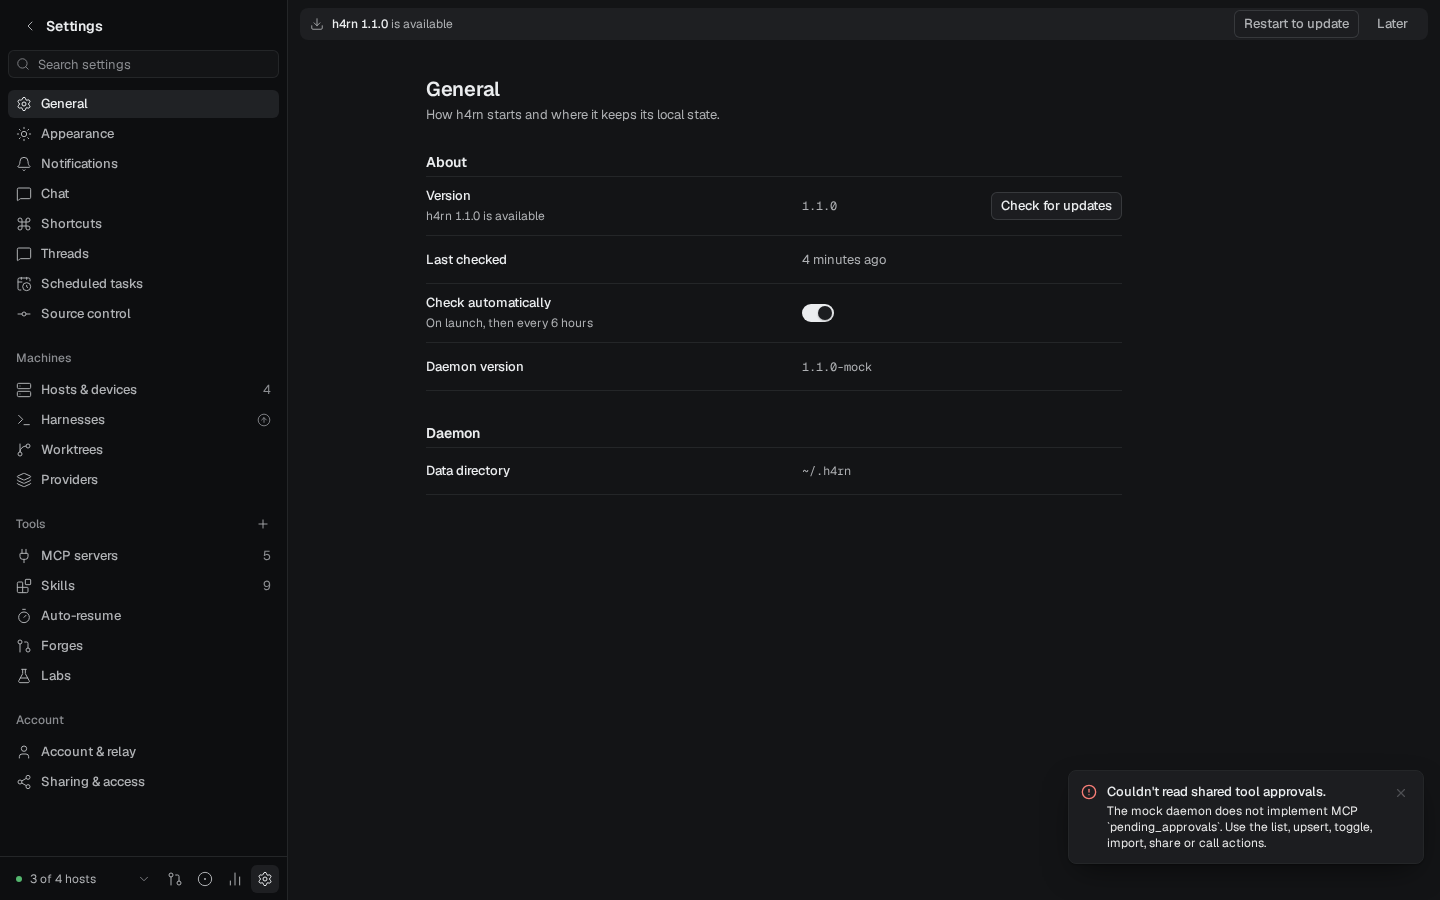 Settings
Search settings
General
Appearance
Notifications
Chat
Shortcuts
Threads
Scheduled tasks
Source control
Machines
Hosts & devices 4
Harnesses
Worktrees
Providers
Tools
MCP servers 5
Skills 9
Auto-resume
Forges
Labs
Account
Account & relay
Sharing & access
3 of 4 hosts
h4rn 1.1.0 is available
Restart to update
Later
General
How h4rn starts and where it keeps its local state.
About
Version
h4rn 1.1.0 is available
1.1.0
Check for updates
Last checked
4 minutes ago
Check automatically
On launch, then every 6 hours
Daemon version
1.1.0-mock
Daemon
Data directory
~/.h4rn
Couldn't read shared tool approvals.
The mock daemon does not implement MCP
`pending_approvals`. Use the list, upsert, toggle,
import, share or call actions.